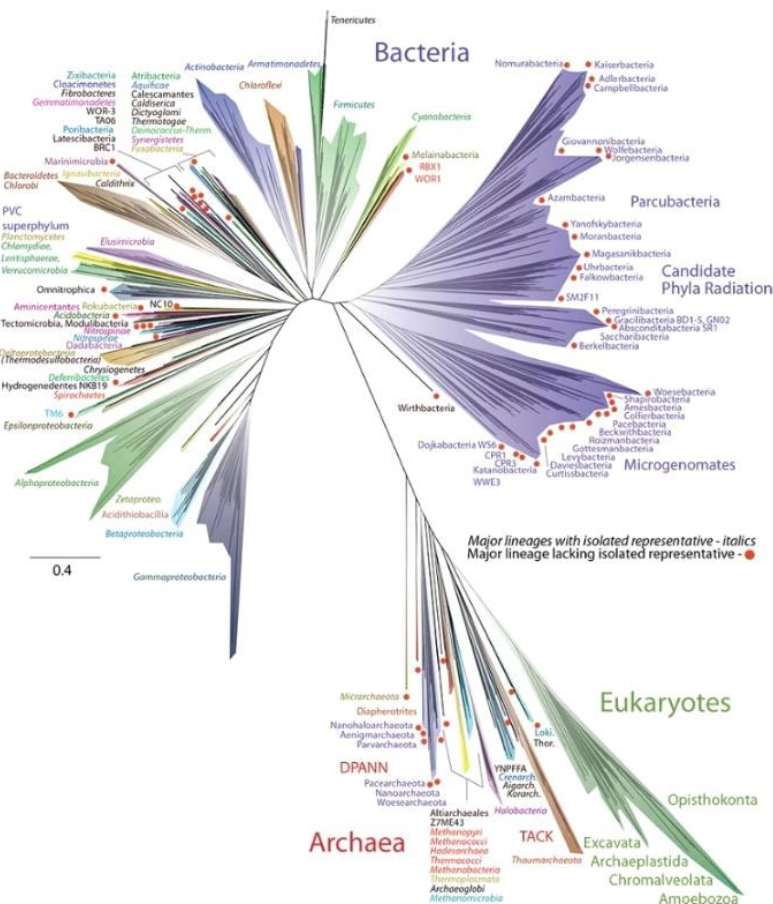 Tenericutes
Bacteria
Actinobacteria
Armatimonadetes
Zixibacteria
Cloacimonetes
Fibrobacteres
Gemmatimonadetes
WOR-3
TA06
Poribacteria
Latescibacteria
BRC1
Atribacteria
Aquificae
Calescamantes
Caldiserica
Dictyoglomi
Thermotogae
Deinococcus-Therm.
Synergistetes
Fusobacteria
Chloroflexi
Firmicutes
Cyanobacteria
Melainabacteria
RBX1
WOR1
Nomurabacteria
Kaiserbacteria
Adlerbacteria
Campbellbacteria
Giovannonibacteria
Wolfebacteria
Jorgensenbacteria
Azambacteria
Parcubacteria
Yanofskybacteria
Moranbacteria
Magasanikbacteria
Uhrbacteria
Falkowbacteria
Candidate
Phyla Radiation
SM2F11
Peregrinibacteria
Gracilibacteria BD1-5, GN02
Absconditabacteria SR1
Saccharibacteria
Berkelbacteria
Marinimicrobia
Ignavibacteria
Bacteroidetes
Chlorobi
Caldithrix
PVC
superphylum
Planctomycetes
Chlamydiae,
Lentisphaerae,
Verrucomicrobia
Elusimicrobia
Omnitrophica
Aminicentantes Rokubacteria
NC10
Acidobacteria
Tectomicrobia, Modulibacteria
Nitrospinae
Nitrospirae
Dadabacteria
Deltaproteobacteria
(Thermodesulfobacteria)
Chrysiogenetes
Deferribacteres
Hydrogenedentes NKB19
Spirochaetes
TM6
Epsilonproteobacteria
Wirthbacteria
Woesebacteria
Shapirobacteria
Amesbacteria
Collierbacteria
Pacebacteria
Beckwithbacteria
Roizmanbacteria
Gottesmanbacteria
Levybacteria
Daviesbacteria
Curtissbacteria
Microgenomates
Dojkabacteria WS6
CPR1
CPR3
Katanobacteria
WWE3
Alphaproteobacteria
Zetaproteo.
Acidithiobacillia
Betaproteobacteria
Gammaproteobacteria
0.4
Major lineages with isolated representative - italics
Major lineage lacking isolated representative -
Micrarchaeota
Diapherotrites
Nanohaloarchaeota
Aenigmarchaeota
Parvarchaeota
DPANN
Pacearchaeota
Nanoarchaeota
Woesearchaeota
Archaea
Altiarchaeales
Z7ME43
Methanopyri
Methanococci
Hadesarchaea
Thermococci
Methanobacteria
Thermoplasmata
Archaeoglobi
Methanomicrobia
Halobacteria
YNPFFA
Crenarch.
Aigarch.
Korarch.
Loki.
Thor.
TACK
Thaumarchaeota
Eukaryotes
Opisthokonta
Excavata
Archaeplastida
Chromalveolata
Amoebozoa